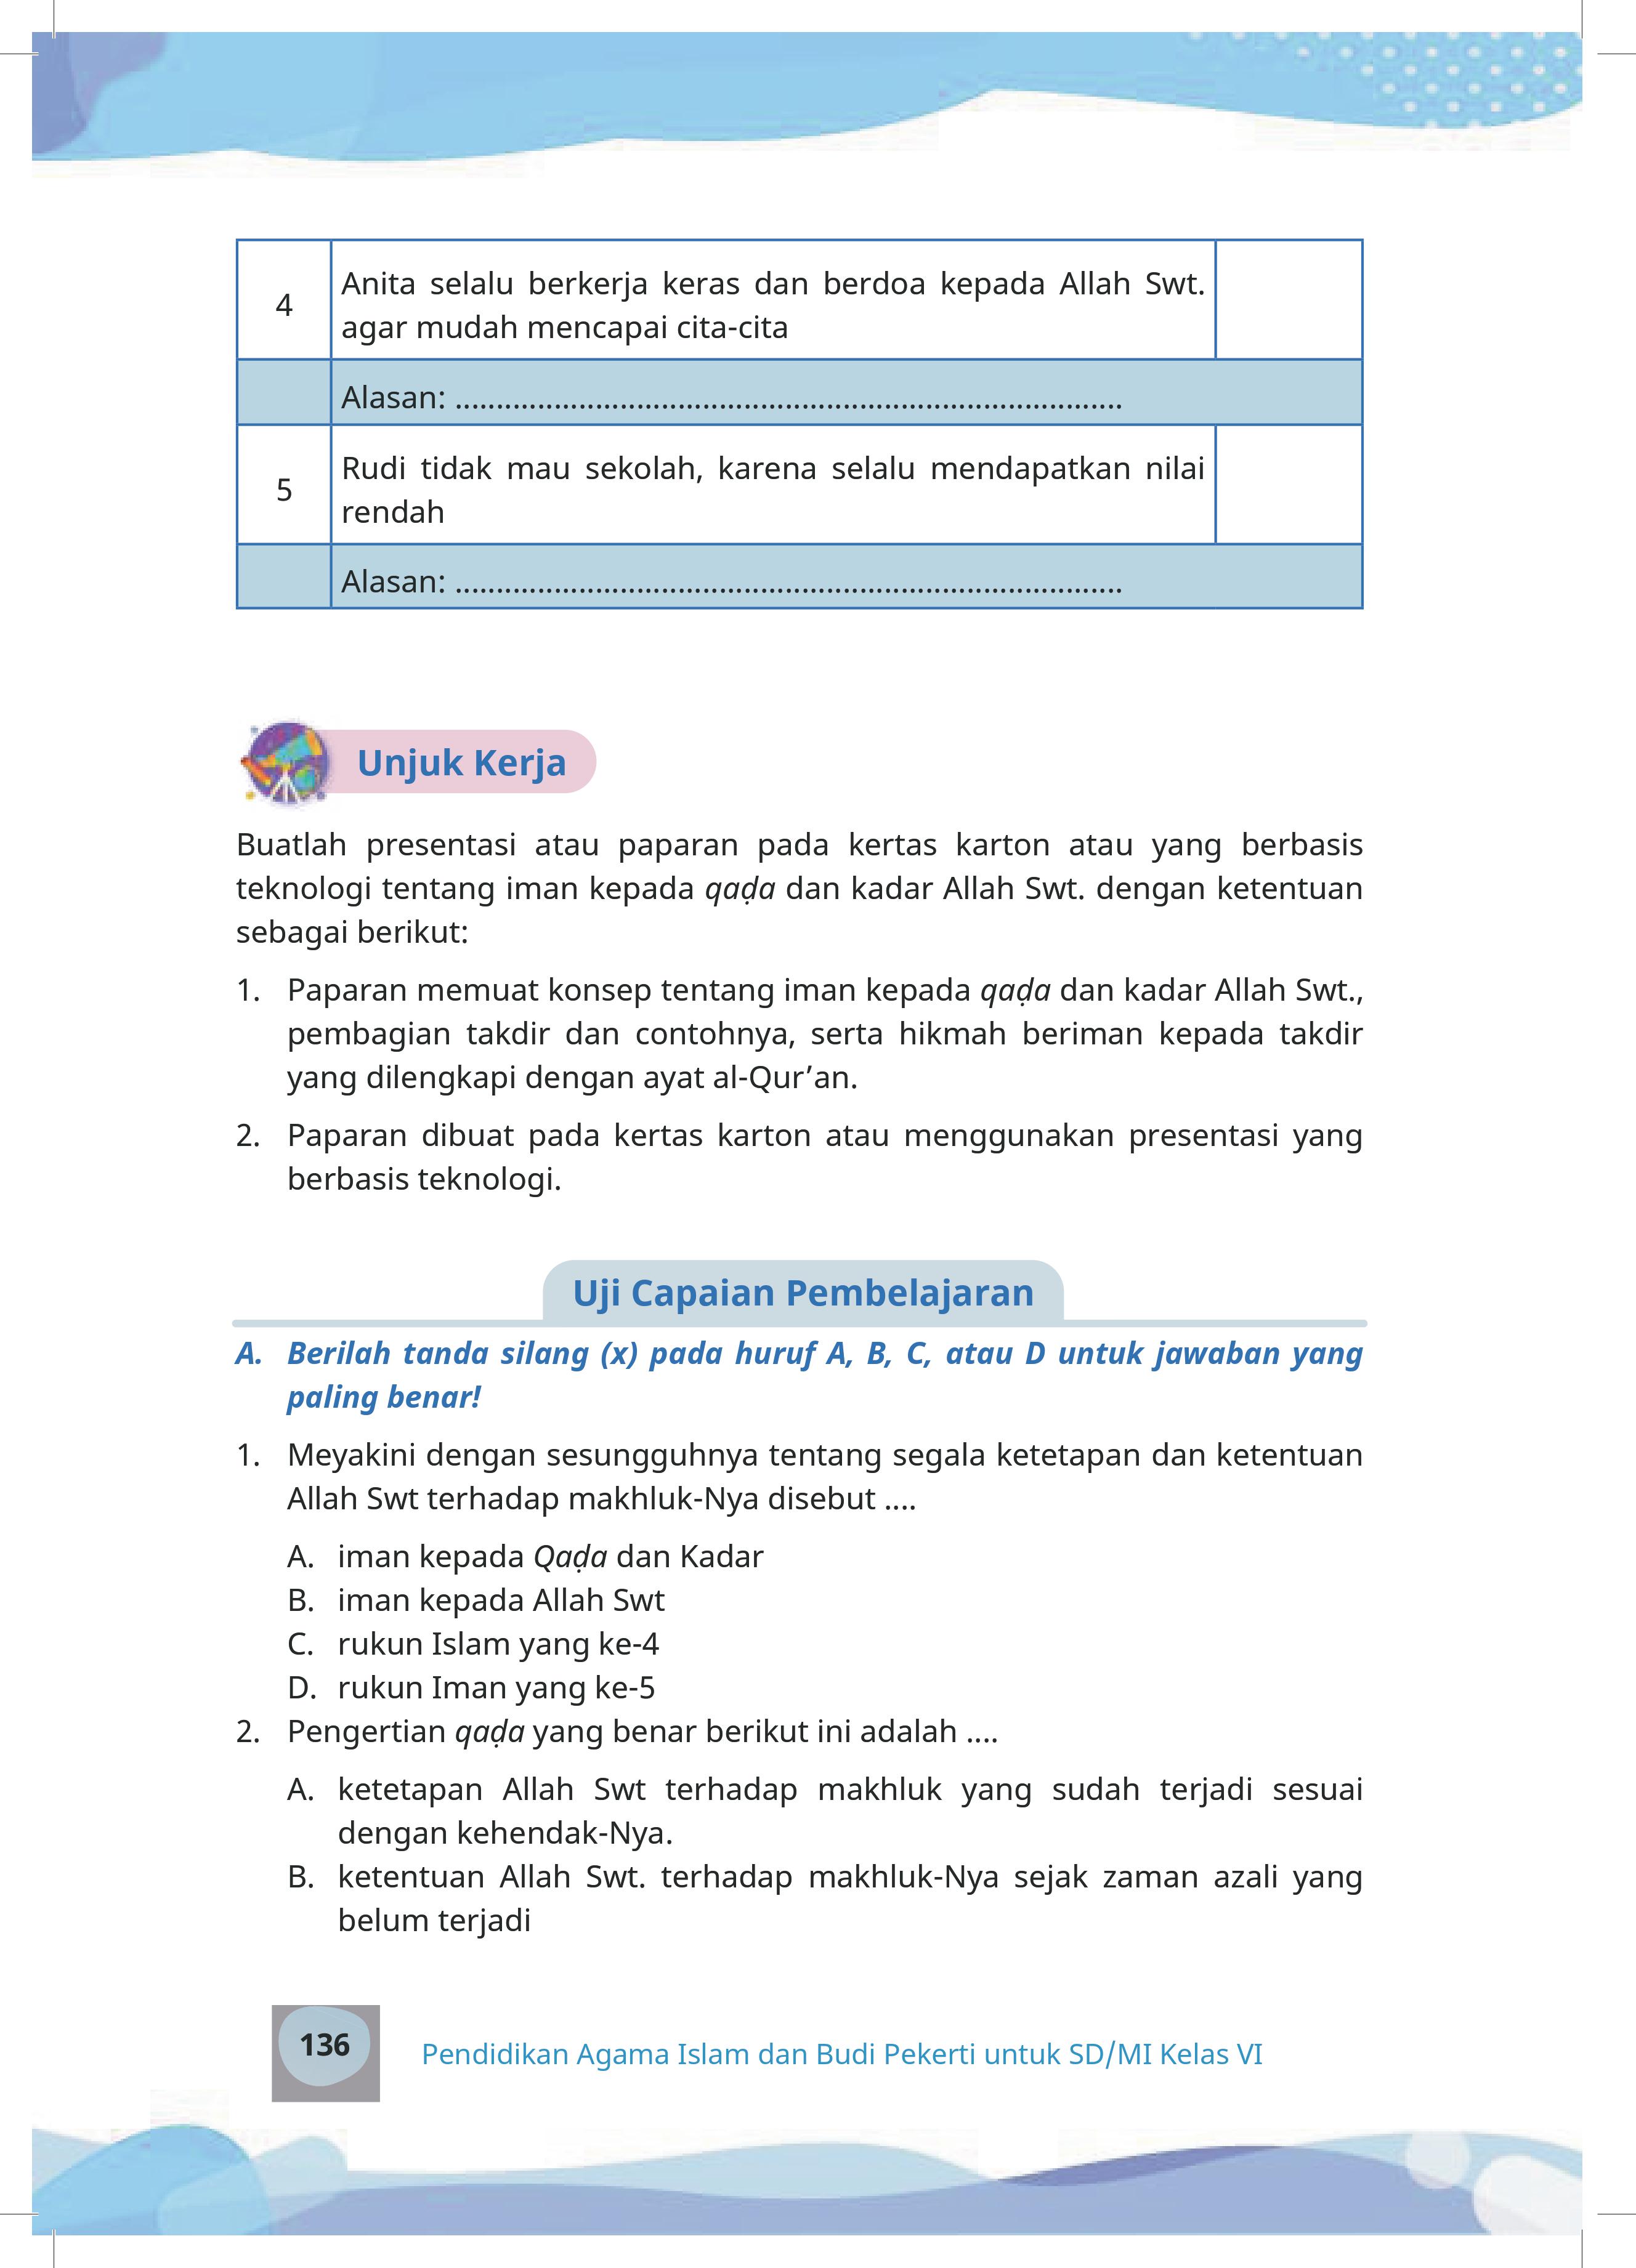 4
Anita selalu berkerja keras dan berdoa kepada Allah Swt.
agar mudah mencapai cita-cita
Alasan: ................................................................................
5
Rudi tidak mau sekolah, karena selalu mendapatkan nilai
rendah
Alasan: ................................................................................
Unjuk Kerja
Buatlah presentasi atau paparan pada kertas karton atau yang berbasis
teknologi tentang iman kepada qaḍa dan kadar Allah Swt. dengan ketentuan
sebagai berikut:
1. Paparan memuat konsep tentang iman kepada qaḍa dan kadar Allah Swt.,
pembagian takdir dan contohnya, serta hikmah beriman kepada takdir
yang dilengkapi dengan ayat al-Qur’an.
2. Paparan dibuat pada kertas karton atau menggunakan presentasi yang
berbasis teknologi.
Uji Capaian Pembelajaran
A. Berilah tanda silang (x) pada huruf A, B, C, atau D untuk jawaban yang
paling benar!
1. Meyakini dengan sesungguhnya tentang segala ketetapan dan ketentuan
Allah Swt terhadap makhluk-Nya disebut ....
A. iman kepada Qaḍa dan Kadar
B. iman kepada Allah Swt
C. rukun Islam yang ke-4
D. rukun Iman yang ke-5
2. Pengertian qaḍa yang benar berikut ini adalah ....
A. ketetapan Allah Swt terhadap makhluk yang sudah terjadi sesuai
dengan kehendak-Nya.
B. ketentuan Allah Swt. terhadap makhluk-Nya sejak zaman azali yang
belum terjadi
136
Pendidikan Agama Islam dan Budi Pekerti untuk SD/MI Kelas VI